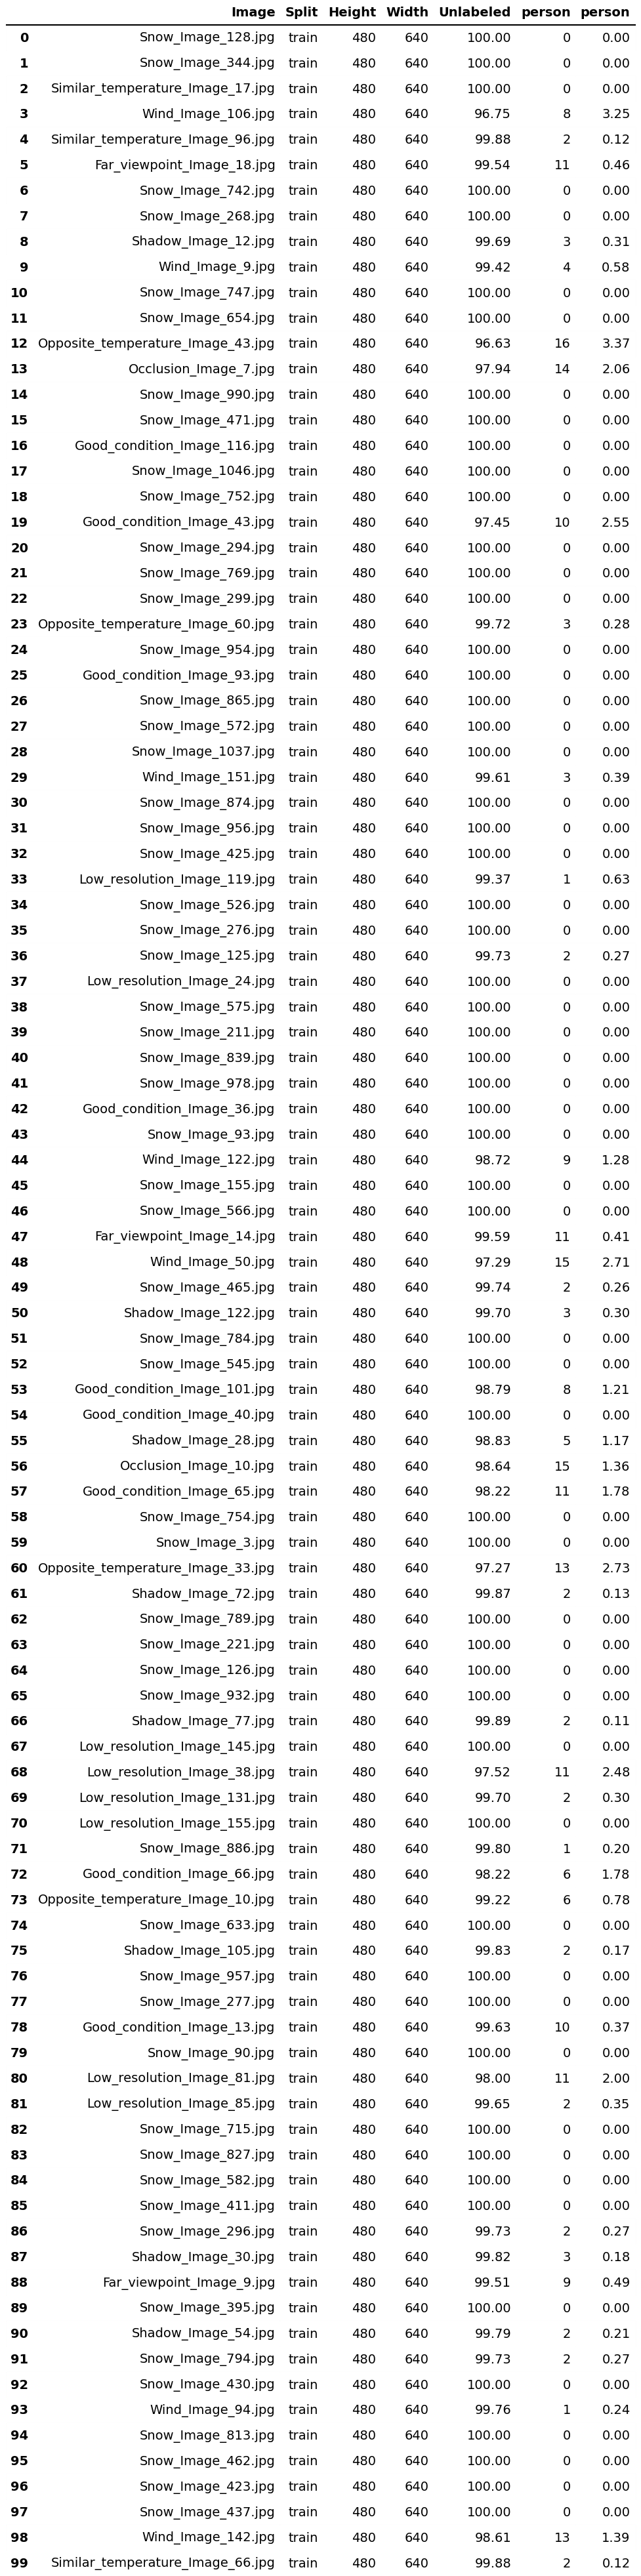 Image Split Height Width Unlabeled person person
0 Snow_Image_128.jpg train 480 640 100.00 0 0.00
1 Snow_Image_344.jpg train 480 640 100.00 0 0.00
2 Similar_temperature_Image_17.jpg train 480 640 100.00 0 0.00
3 Wind_Image_106.jpg train 480 640 96.75 8 3.25
4 Similar_temperature_Image_96.jpg train 480 640 99.88 2 0.12
5 Far_viewpoint_Image_18.jpg train 480 640 99.54 11 0.46
6 Snow_Image_742.jpg train 480 640 100.00 0 0.00
7 Snow_Image_268.jpg train 480 640 100.00 0 0.00
8 Shadow_Image_12.jpg train 480 640 99.69 3 0.31
9 Wind_Image_9.jpg train 480 640 99.42 4 0.58
10 Snow_Image_747.jpg train 480 640 100.00 0 0.00
11 Snow_Image_654.jpg train 480 640 100.00 0 0.00
12 Opposite_temperature_Image_43.jpg train 480 640 96.63 16 3.37
13 Occlusion_Image_7.jpg train 480 640 97.94 14 2.06
14 Snow_Image_990.jpg train 480 640 100.00 0 0.00
15 Snow_Image_471.jpg train 480 640 100.00 0 0.00
16 Good_condition_Image_116.jpg train 480 640 100.00 0 0.00
17 Snow_Image_1046.jpg train 480 640 100.00 0 0.00
18 Snow_Image_752.jpg train 480 640 100.00 0 0.00
19 Good_condition_Image_43.jpg train 480 640 97.45 10 2.55
20 Snow_Image_294.jpg train 480 640 100.00 0 0.00
21 Snow_Image_769.jpg train 480 640 100.00 0 0.00
22 Snow_Image_299.jpg train 480 640 100.00 0 0.00
23 Opposite_temperature_Image_60.jpg train 480 640 99.72 3 0.28
24 Snow_Image_954.jpg train 480 640 100.00 0 0.00
25 Good_condition_Image_93.jpg train 480 640 100.00 0 0.00
26 Snow_Image_865.jpg train 480 640 100.00 0 0.00
27 Snow_Image_572.jpg train 480 640 100.00 0 0.00
28 Snow_Image_1037.jpg train 480 640 100.00 0 0.00
29 Wind_Image_151.jpg train 480 640 99.61 3 0.39
30 Snow_Image_874.jpg train 480 640 100.00 0 0.00
31 Snow_Image_956.jpg train 480 640 100.00 0 0.00
32 Snow_Image_425.jpg train 480 640 100.00 0 0.00
33 Low_resolution_Image_119.jpg train 480 640 99.37 1 0.63
34 Snow_Image_526.jpg train 480 640 100.00 0 0.00
35 Snow_Image_276.jpg train 480 640 100.00 0 0.00
36 Snow_Image_125.jpg train 480 640 99.73 2 0.27
37 Low_resolution_Image_24.jpg train 480 640 100.00 0 0.00
38 Snow_Image_575.jpg train 480 640 100.00 0 0.00
39 Snow_Image_211.jpg train 480 640 100.00 0 0.00
40 Snow_Image_839.jpg train 480 640 100.00 0 0.00
41 Snow_Image_978.jpg train 480 640 100.00 0 0.00
42 Good_condition_Image_36.jpg train 480 640 100.00 0 0.00
43 Snow_Image_93.jpg train 480 640 100.00 0 0.00
44 Wind_Image_122.jpg train 480 640 98.72 9 1.28
45 Snow_Image_155.jpg train 480 640 100.00 0 0.00
46 Snow_Image_566.jpg train 480 640 100.00 0 0.00
47 Far_viewpoint_Image_14.jpg train 480 640 99.59 11 0.41
48 Wind_Image_50.jpg train 480 640 97.29 15 2.71
49 Snow_Image_465.jpg train 480 640 99.74 2 0.26
50 Shadow_Image_122.jpg train 480 640 99.70 3 0.30
51 Snow_Image_784.jpg train 480 640 100.00 0 0.00
52 Snow_Image_545.jpg train 480 640 100.00 0 0.00
53 Good_condition_Image_101.jpg train 480 640 98.79 8 1.21
54 Good_condition_Image_40.jpg train 480 640 100.00 0 0.00
55 Shadow_Image_28.jpg train 480 640 98.83 5 1.17
56 Occlusion_Image_10.jpg train 480 640 98.64 15 1.36
57 Good_condition_Image_65.jpg train 480 640 98.22 11 1.78
58 Snow_Image_754.jpg train 480 640 100.00 0 0.00
59 Snow_Image_3.jpg train 480 640 100.00 0 0.00
60 Opposite_temperature_Image_33.jpg train 480 640 97.27 13 2.73
61 Shadow_Image_72.jpg train 480 640 99.87 2 0.13
62 Snow_Image_789.jpg train 480 640 100.00 0 0.00
63 Snow_Image_221.jpg train 480 640 100.00 0 0.00
64 Snow_Image_126.jpg train 480 640 100.00 0 0.00
65 Snow_Image_932.jpg train 480 640 100.00 0 0.00
66 Shadow_Image_77.jpg train 480 640 99.89 2 0.11
67 Low_resolution_Image_145.jpg train 480 640 100.00 0 0.00
68 Low_resolution_Image_38.jpg train 480 640 97.52 11 2.48
69 Low_resolution_Image_131.jpg train 480 640 99.70 2 0.30
70 Low_resolution_Image_155.jpg train 480 640 100.00 0 0.00
71 Snow_Image_886.jpg train 480 640 99.80 1 0.20
72 Good_condition_Image_66.jpg train 480 640 98.22 6 1.78
73 Opposite_temperature_Image_10.jpg train 480 640 99.22 6 0.78
74 Snow_Image_633.jpg train 480 640 100.00 0 0.00
75 Shadow_Image_105.jpg train 480 640 99.83 2 0.17
76 Snow_Image_957.jpg train 480 640 100.00 0 0.00
77 Snow_Image_277.jpg train 480 640 100.00 0 0.00
78 Good_condition_Image_13.jpg train 480 640 99.63 10 0.37
79 Snow_Image_90.jpg train 480 640 100.00 0 0.00
80 Low_resolution_Image_81.jpg train 480 640 98.00 11 2.00
81 Low_resolution_Image_85.jpg train 480 640 99.65 2 0.35
82 Snow_Image_715.jpg train 480 640 100.00 0 0.00
83 Snow_Image_827.jpg train 480 640 100.00 0 0.00
84 Snow_Image_582.jpg train 480 640 100.00 0 0.00
85 Snow_Image_411.jpg train 480 640 100.00 0 0.00
86 Snow_Image_296.jpg train 480 640 99.73 2 0.27
87 Shadow_Image_30.jpg train 480 640 99.82 3 0.18
88 Far_viewpoint_Image_9.jpg train 480 640 99.51 9 0.49
89 Snow_Image_395.jpg train 480 640 100.00 0 0.00
90 Shadow_Image_54.jpg train 480 640 99.79 2 0.21
91 Snow_Image_794.jpg train 480 640 99.73 2 0.27
92 Snow_Image_430.jpg train 480 640 100.00 0 0.00
93 Wind_Image_94.jpg train 480 640 99.76 1 0.24
94 Snow_Image_813.jpg train 480 640 100.00 0 0.00
95 Snow_Image_462.jpg train 480 640 100.00 0 0.00
96 Snow_Image_423.jpg train 480 640 100.00 0 0.00
97 Snow_Image_437.jpg train 480 640 100.00 0 0.00
98 Wind_Image_142.jpg train 480 640 98.61 13 1.39
99 Similar_temperature_Image_66.jpg train 480 640 99.88 2 0.12